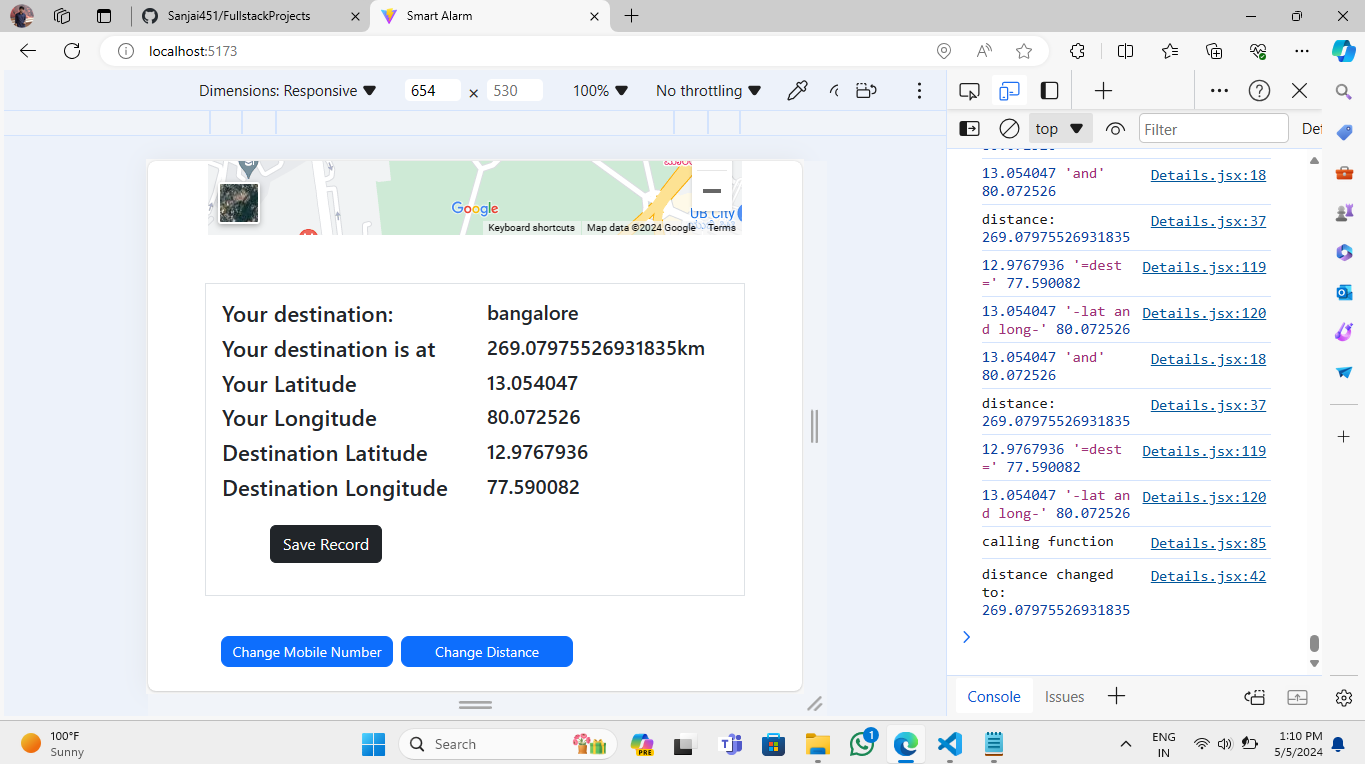 Sanjai451/FullstackProjects
Smart Alarm
localhost:5173
Dimensions: Responsive
654 × 530
100%
No throttling
top
Filter
Google
Keyboard shortcuts
Map data ©2024 Google
Terms
UB City
Your destination: bangalore
Your destination is at 269.07975526931835km
Your Latitude 13.054047
Your Longitude 80.072526
Destination Latitude 12.9767936
Destination Longitude 77.590082
Save Record
Change Mobile Number
Change Distance
13.054047 'and' Details.jsx:18
80.072526
distance: Details.jsx:37
269.07975526931835
12.9767936 '=dest Details.jsx:119
=' 77.590082
13.054047 '-lat an Details.jsx:120
d long-' 80.072526
13.054047 'and' Details.jsx:18
80.072526
distance: Details.jsx:37
269.07975526931835
12.9767936 '=dest Details.jsx:119
=' 77.590082
13.054047 '-lat an Details.jsx:120
d long-' 80.072526
calling function Details.jsx:85
distance changed Details.jsx:42
to:
269.07975526931835
Console
Issues
100°F
Sunny
Search
PRE
1
ENG
IN
1:10 PM
5/5/2024